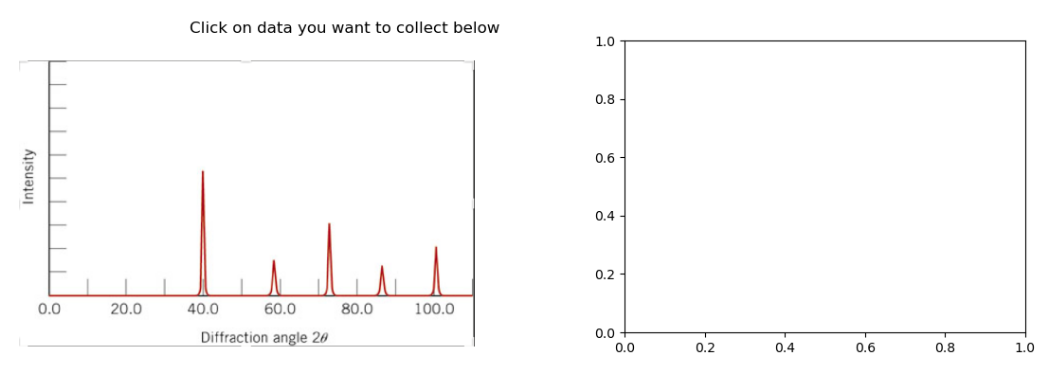 Click on data you want to collect below
Intensity
0.0 20.0 40.0 60.0 80.0 100.0
Diffraction angle 2θ
1.0
0.8
0.6
0.4
0.2
0.0
0.0 0.2 0.4 0.6 0.8 1.0